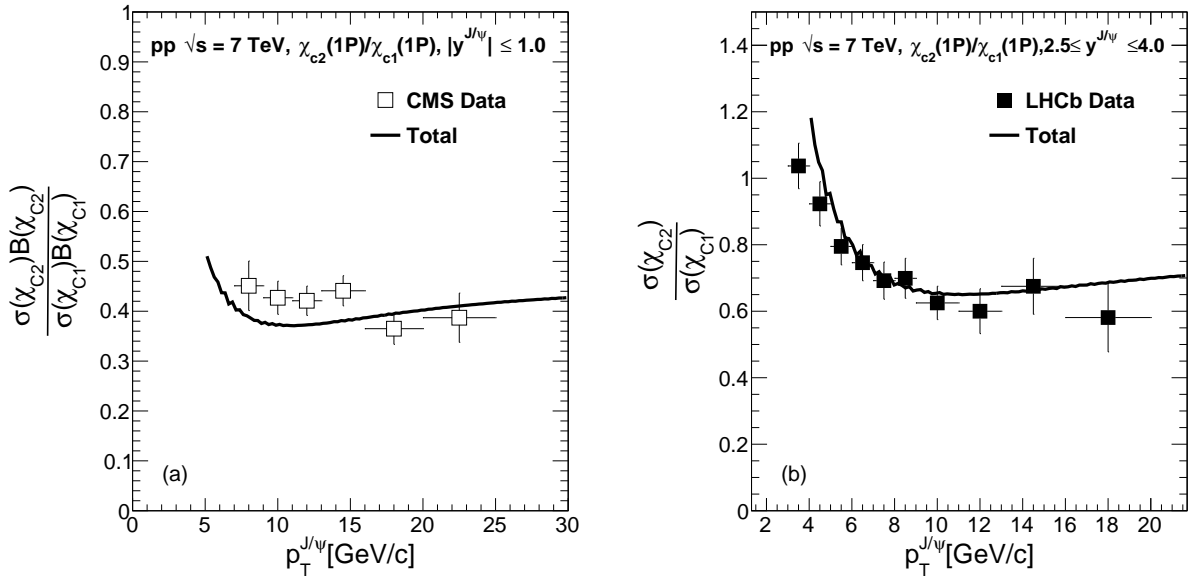 pp √s = 7 TeV, χc2(1P)/χc1(1P), |y^J/ψ| ≤ 1.0
CMS Data
Total
σ(χC2)B(χC2)
σ(χC1)B(χC1)
1
0.9
0.8
0.7
0.6
0.5
0.4
0.3
0.2
0.1
0
(a)
0 5 10 15 20 25 30
p_T^J/ψ[GeV/c]
pp √s = 7 TeV, χc2(1P)/χc1(1P),2.5≤ y^J/ψ ≤4.0
LHCb Data
Total
σ(χC2)
σ(χC1)
1.4
1.2
1
0.8
0.6
0.4
0.2
0
(b)
2 4 6 8 10 12 14 16 18 20
p_T^J/ψ[GeV/c]